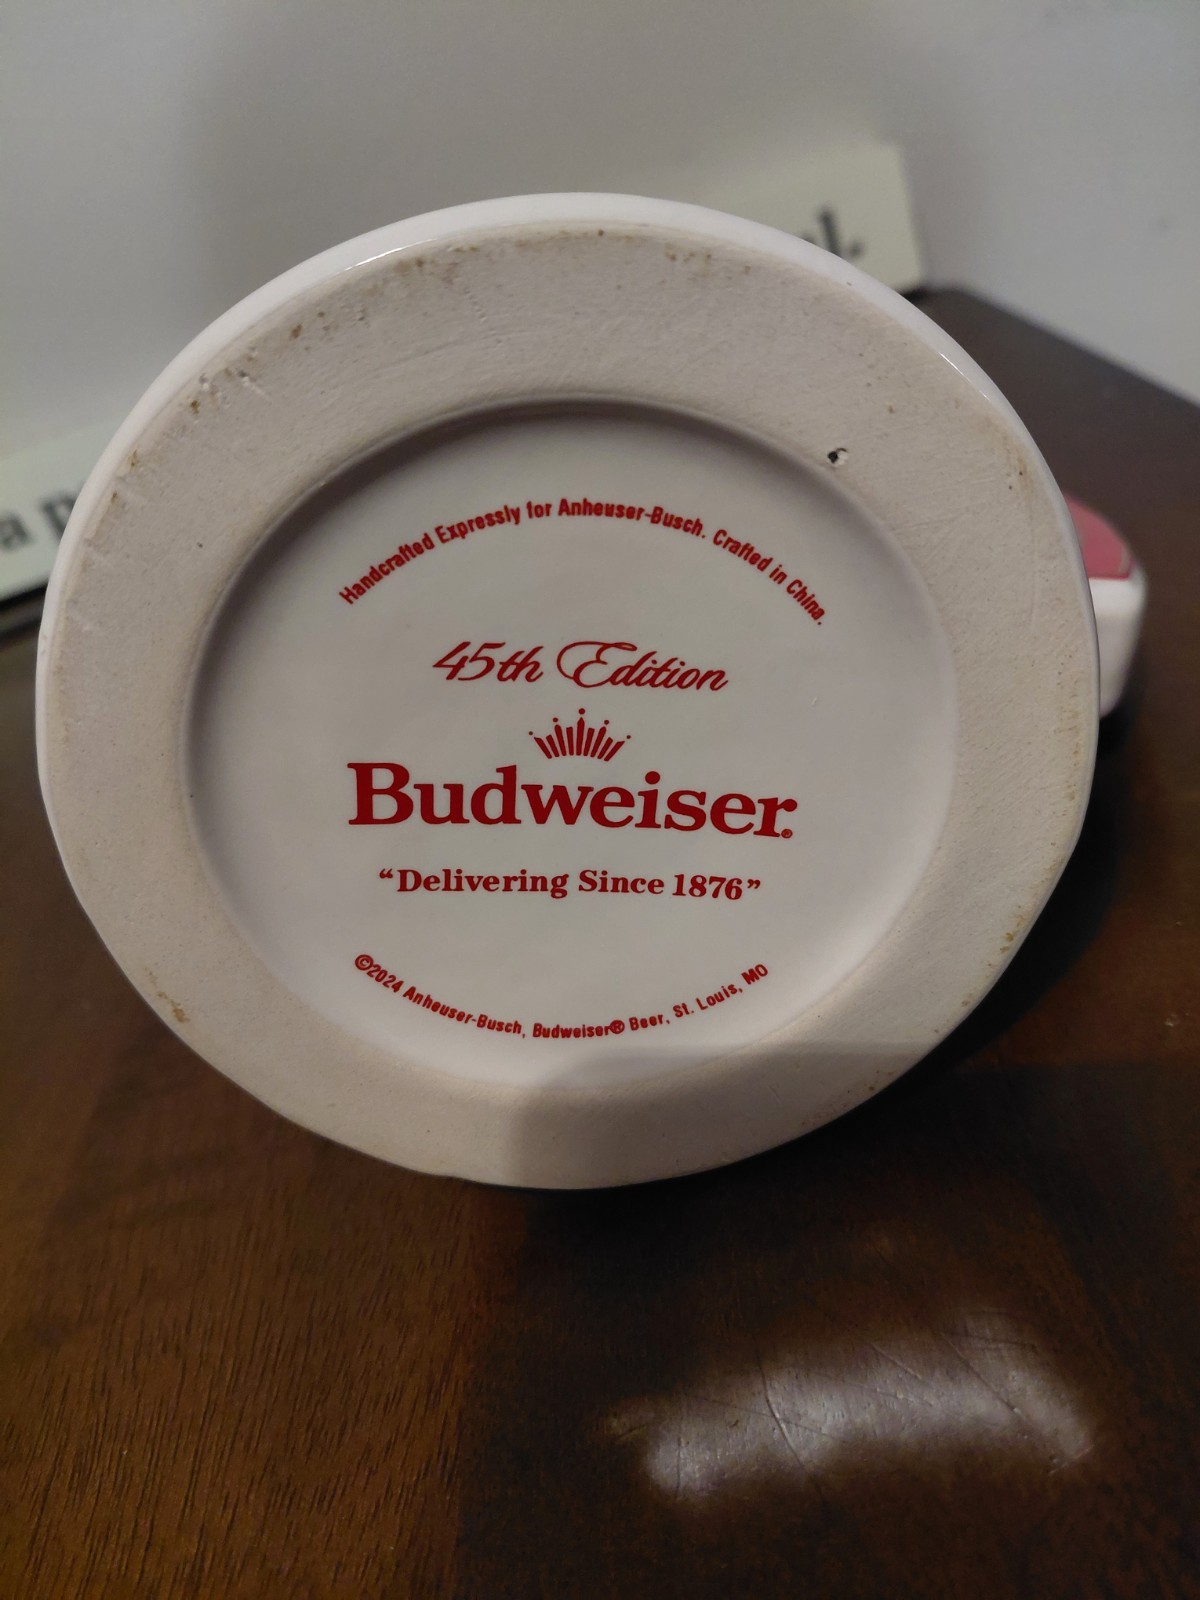 Handcrafted Expressly for Anheuser-Busch. Crafted in China.
45th Edition
Budweiser®
“Delivering Since 1876”
©2024 Anheuser-Busch, Budweiser® Beer, St. Louis, MO
a